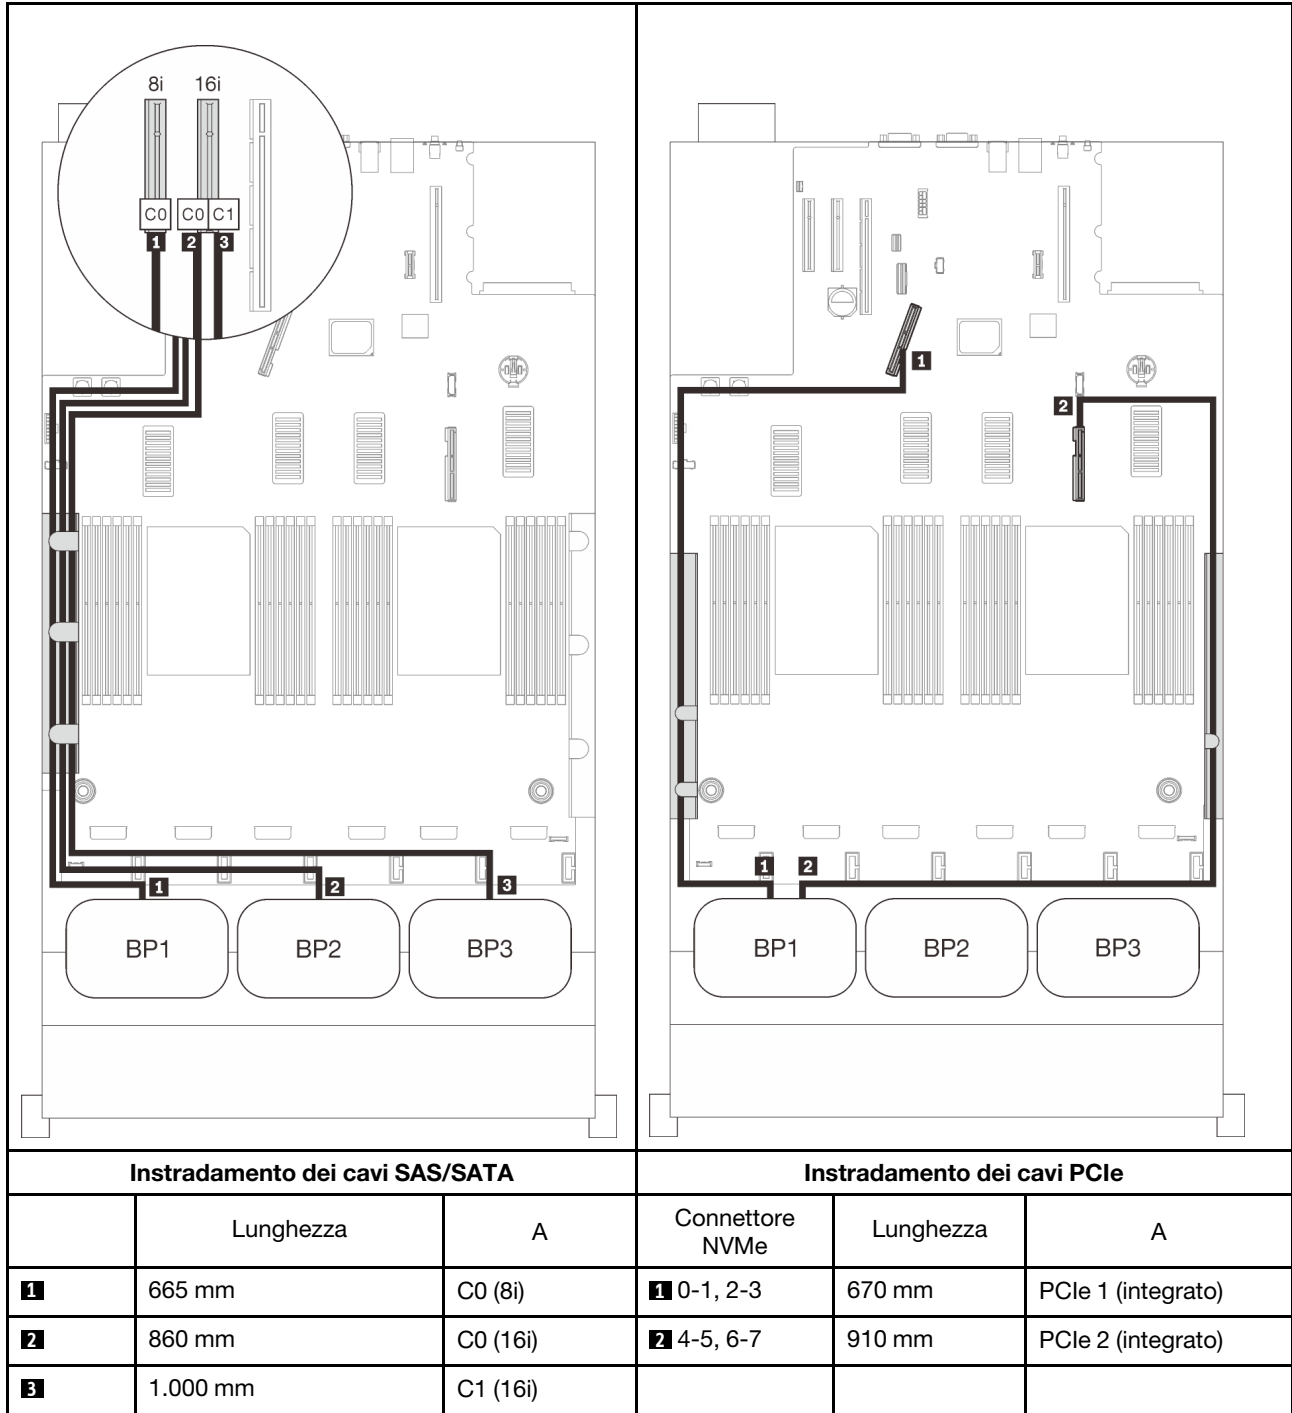 8i 16i
C0 C0 C1
1 2 3
1
2
1 2 3
1 2
BP1 BP2 BP3
BP1 BP2 BP3
Instradamento dei cavi SAS/SATA
Instradamento dei cavi PCIe
Lunghezza
A
Connettore
NVMe
Lunghezza
A
1 665 mm C0 (8i)
1 0-1, 2-3 670 mm PCIe 1 (integrato)
2 860 mm C0 (16i)
2 4-5, 6-7 910 mm PCIe 2 (integrato)
3 1.000 mm C1 (16i)